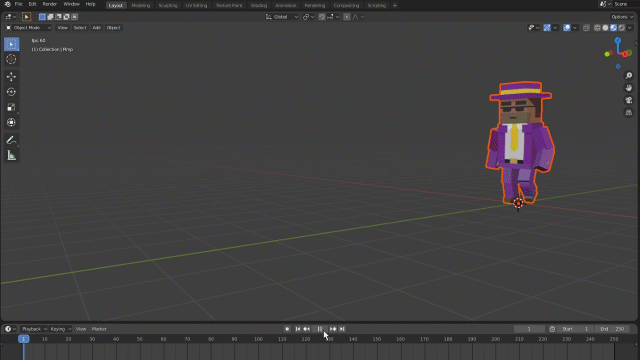 File Edit Render Window Help Layout Modeling Sculpting UV Editing Texture Paint Shading Animation Rendering Compositing Scripting + Scene
Global Options
Object Mode View Select Add Object
fps: 60
(1) Collection | Pimp
Playback Keying View Marker 1 Start 1 End 250
1 10 20 30 40 50 60 70 80 90 100 110 120 130 140 150 160 170 180 190 200 210 220 230 240 250